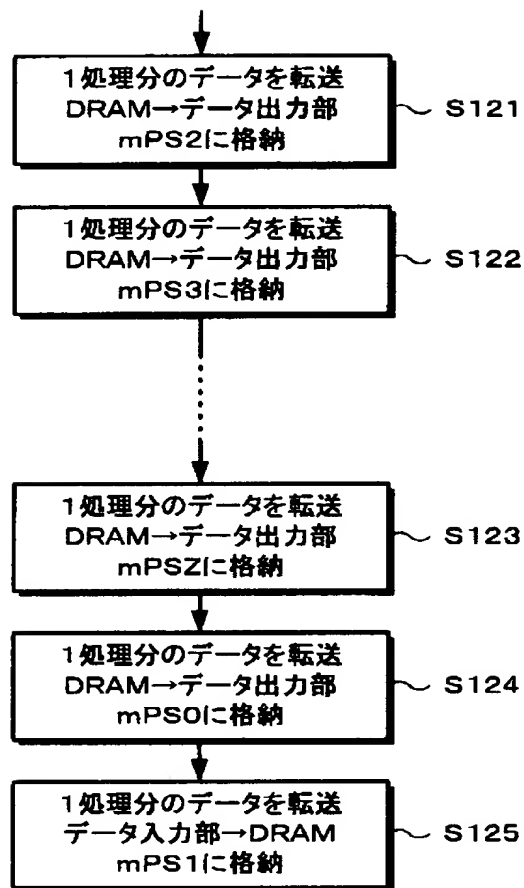 1処理分のデータを転送
DRAM→データ出力部
mPS2に格納
S121
1処理分のデータを転送
DRAM→データ出力部
mPS3に格納
S122
1処理分のデータを転送
DRAM→データ出力部
mPSZに格納
S123
1処理分のデータを転送
DRAM→データ出力部
mPS0に格納
S124
1処理分のデータを転送
データ入力部→DRAM
mPS1に格納
S125